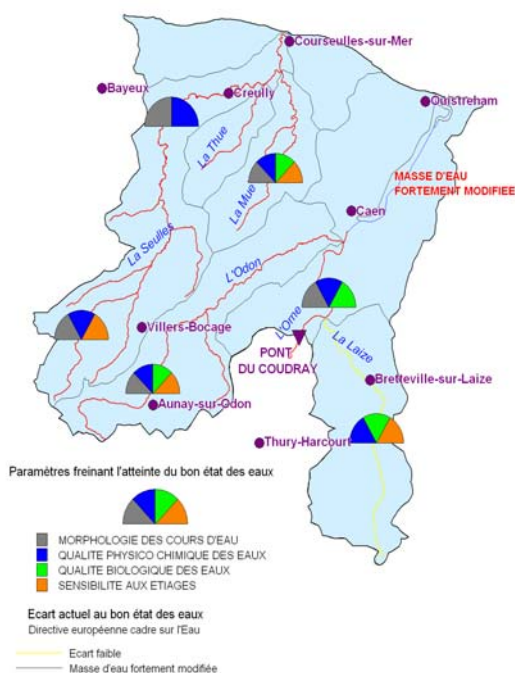 Courseulles-sur-Mer
Bayeux
Creully
Ouistreham
La Thue
La Mue
MASSE D'EAU
FORTEMENT MODIFIEE
Caen
La Seulles
L'Odon
L'Orne
Villers-Bocage
La Laize
PONT
DU COUDRAY
Bretteville-sur-Laize
Aunay-sur-Odon
Thury-Harcourt
Paramètres freinant l'atteinte du bon état des eaux
MORPHOLOGIE DES COURS D'EAU
QUALITE PHYSICO CHIMIQUE DES EAUX
QUALITE BIOLOGIQUE DES EAUX
SENSIBILITE AUX ETIAGES
Ecart actuel au bon état des eaux
Directive européenne cadre sur l'Eau
Ecart faible
Masse d'eau fortement modifiée